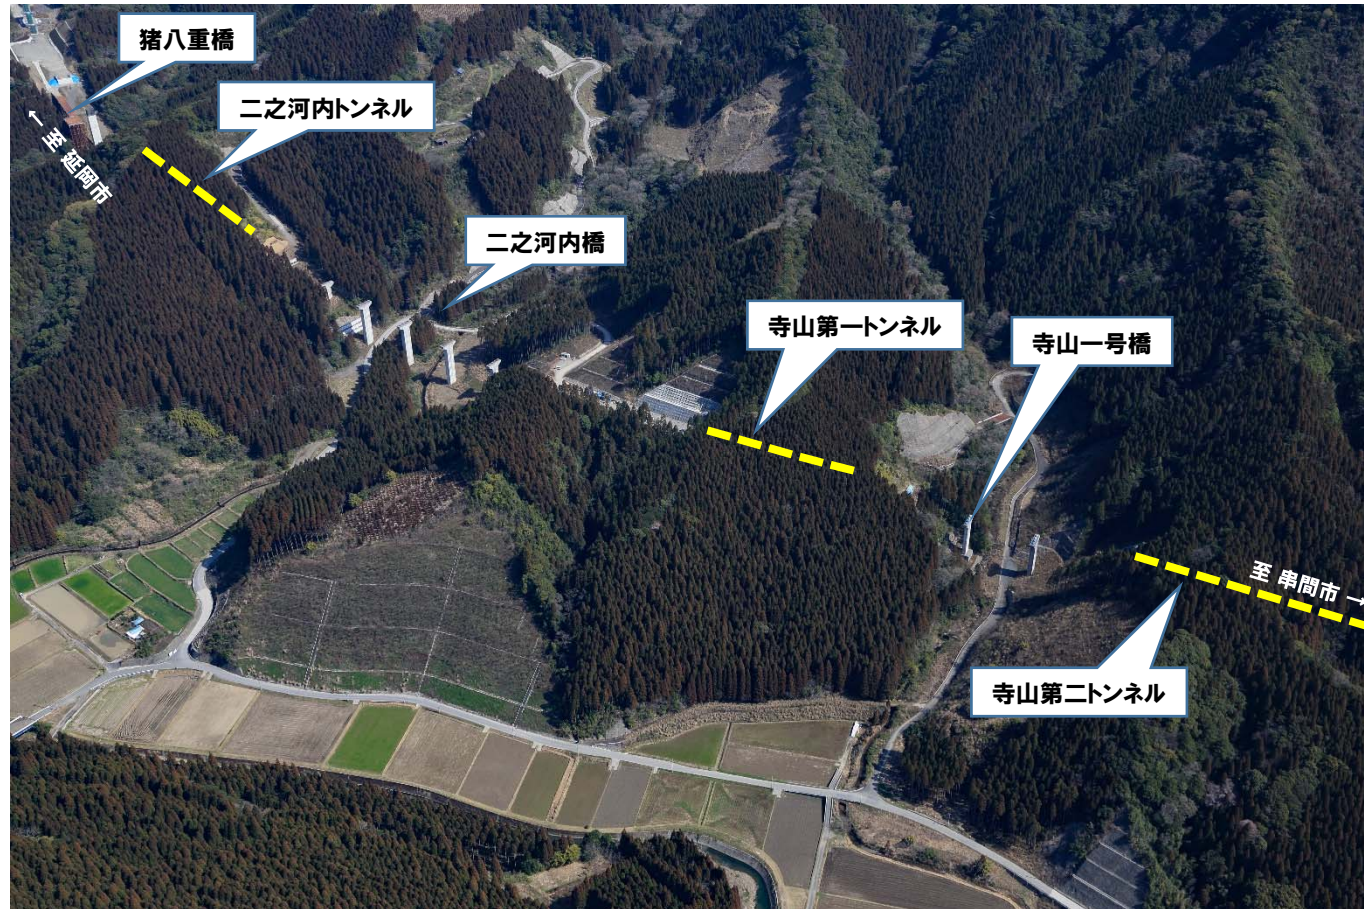 猪八重橋
二之河内トンネル
← 至 延岡市
二之河内橋
寺山第一トンネル
寺山一号橋
至 串間市 →
寺山第二トンネル